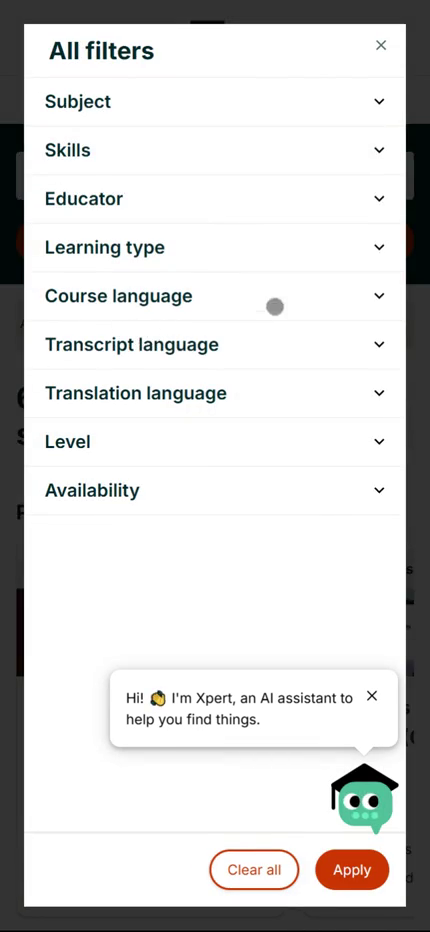 All filters
Subject
Skills
Educator
Learning type
Course language
Transcript language
Translation language
Level
Availability
Hi! 👋 I'm Xpert, an AI assistant to
help you find things.
Clear all
Apply